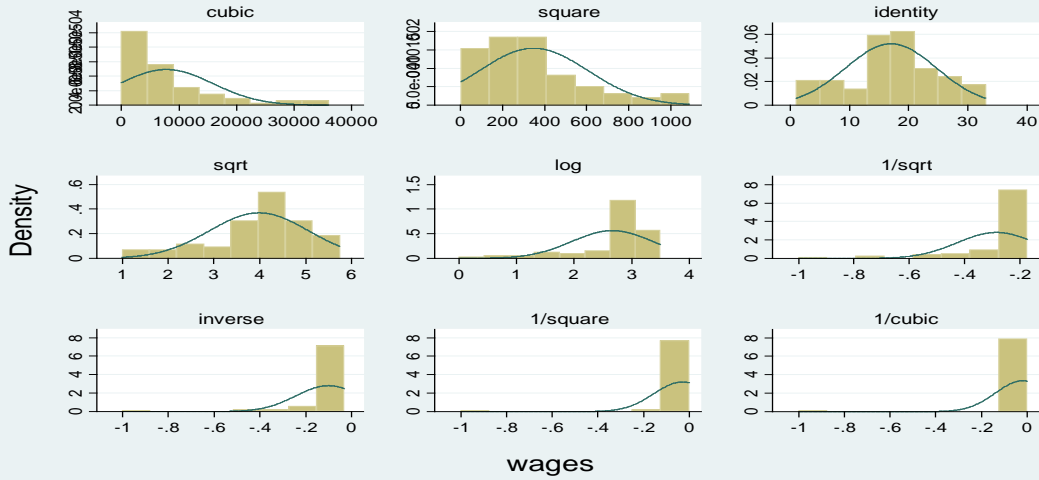 cubic
square
identity
0 10000 20000 30000 40000
0 200 400 600 800 1000
0 .02 .04 .06
0 10 20 30 40
sqrt
log
1/sqrt
0 .2 .4 .6
1 2 3 4 5 6
0 .5 1 1.5
0 1 2 3 4
0 2 4 6 8
-1 -.8 -.6 -.4 -.2
Density
inverse
1/square
1/cubic
0 2 4 6 8
-1 -.8 -.6 -.4 -.2 0
0 2 4 6 8
-1 -.8 -.6 -.4 -.2 0
0 2 4 6 8
-1 -.8 -.6 -.4 -.2 0
wages